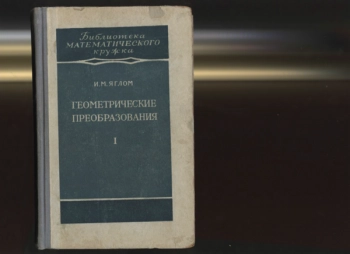 Библиотека
МАТЕМАТИЧЕСКОГО
кружка
И. М. ЯГЛОМ
ГЕОМЕТРИЧЕСКИЕ
ПРЕОБРАЗОВАНИЯ
I